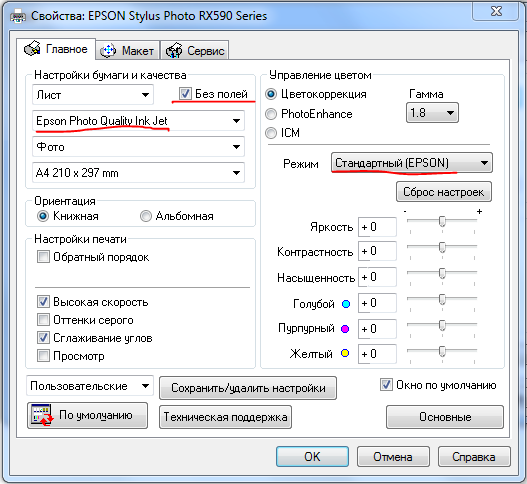 Свойства: EPSON Stylus Photo RX590 Series
Главное Макет Сервис
Настройки бумаги и качества
Лист Без полей
Epson Photo Quality Ink Jet
Фото
A4 210 x 297 mm
Ориентация
Книжная Альбомная
Настройки печати
Обратный порядок
Высокая скорость
Оттенки серого
Сглаживание углов
Просмотр
Управление цветом
Цветокоррекция Гамма
PhotoEnhance 1.8
ICM
Режим Стандартный (EPSON)
Сброс настроек
- +
Яркость + 0
Контрастность + 0
Насыщенность + 0
Голубой + 0
Пурпурный + 0
Желтый + 0
Пользовательские Сохранить/удалить настройки Окно по умолчанию
По умолчанию Техническая поддержка Основные
OK Отмена Справка